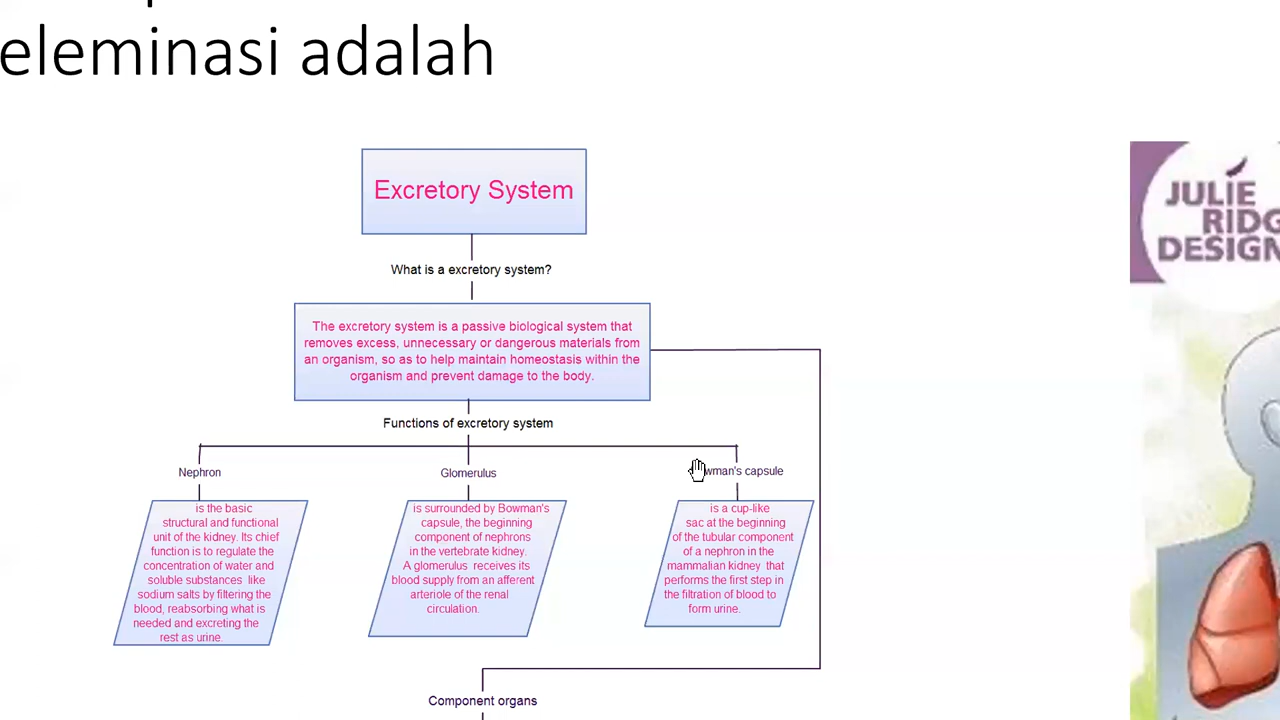 eleminasi adalah
Excretory System
What is a excretory system?
The excretory system is a passive biological system that
removes excess, unnecessary or dangerous materials from
an organism, so as to help maintain homeostasis within the
organism and prevent damage to the body.
Functions of excretory system
Nephron
is the basic
structural and functional
unit of the kidney. Its chief
function is to regulate the
concentration of water and
soluble substances like
sodium salts by filtering the
blood, reabsorbing what is
needed and excreting the
rest as urine.
Glomerulus
is surrounded by Bowman's
capsule, the beginning
component of nephrons
in the vertebrate kidney.
A glomerulus receives its
blood supply from an afferent
arteriole of the renal
circulation.
wman's capsule
is a cup-like
sac at the beginning
of the tubular component
of a nephron in the
mammalian kidney that
performs the first step in
the filtration of blood to
form urine.
Component organs
JULIE
RIDG
DESIGN